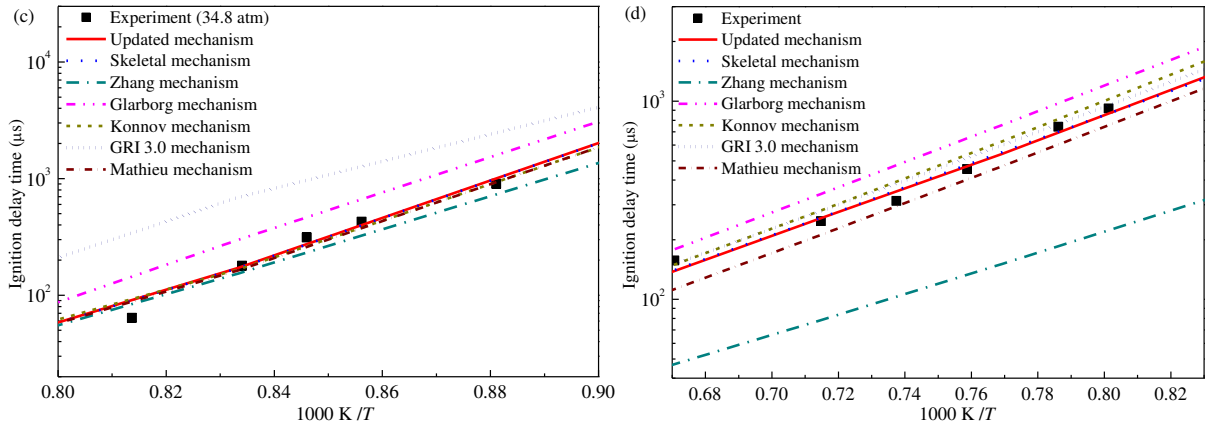 (c)
Experiment (34.8 atm)
Updated mechanism
Skeletal mechanism
Zhang mechanism
Glarborg mechanism
Konnov mechanism
GRI 3.0 mechanism
Mathieu mechanism
Ignition delay time (μs)
10^4
10^3
10^2
0.80 0.82 0.84 0.86 0.88 0.90
1000 K /T
(d)
Experiment
Updated mechanism
Skeletal mechanism
Zhang mechanism
Glarborg mechanism
Konnov mechanism
GRI 3.0 mechanism
Mathieu mechanism
Ignition delay time (μs)
10^3
10^2
0.68 0.70 0.72 0.74 0.76 0.78 0.80 0.82
1000 K /T